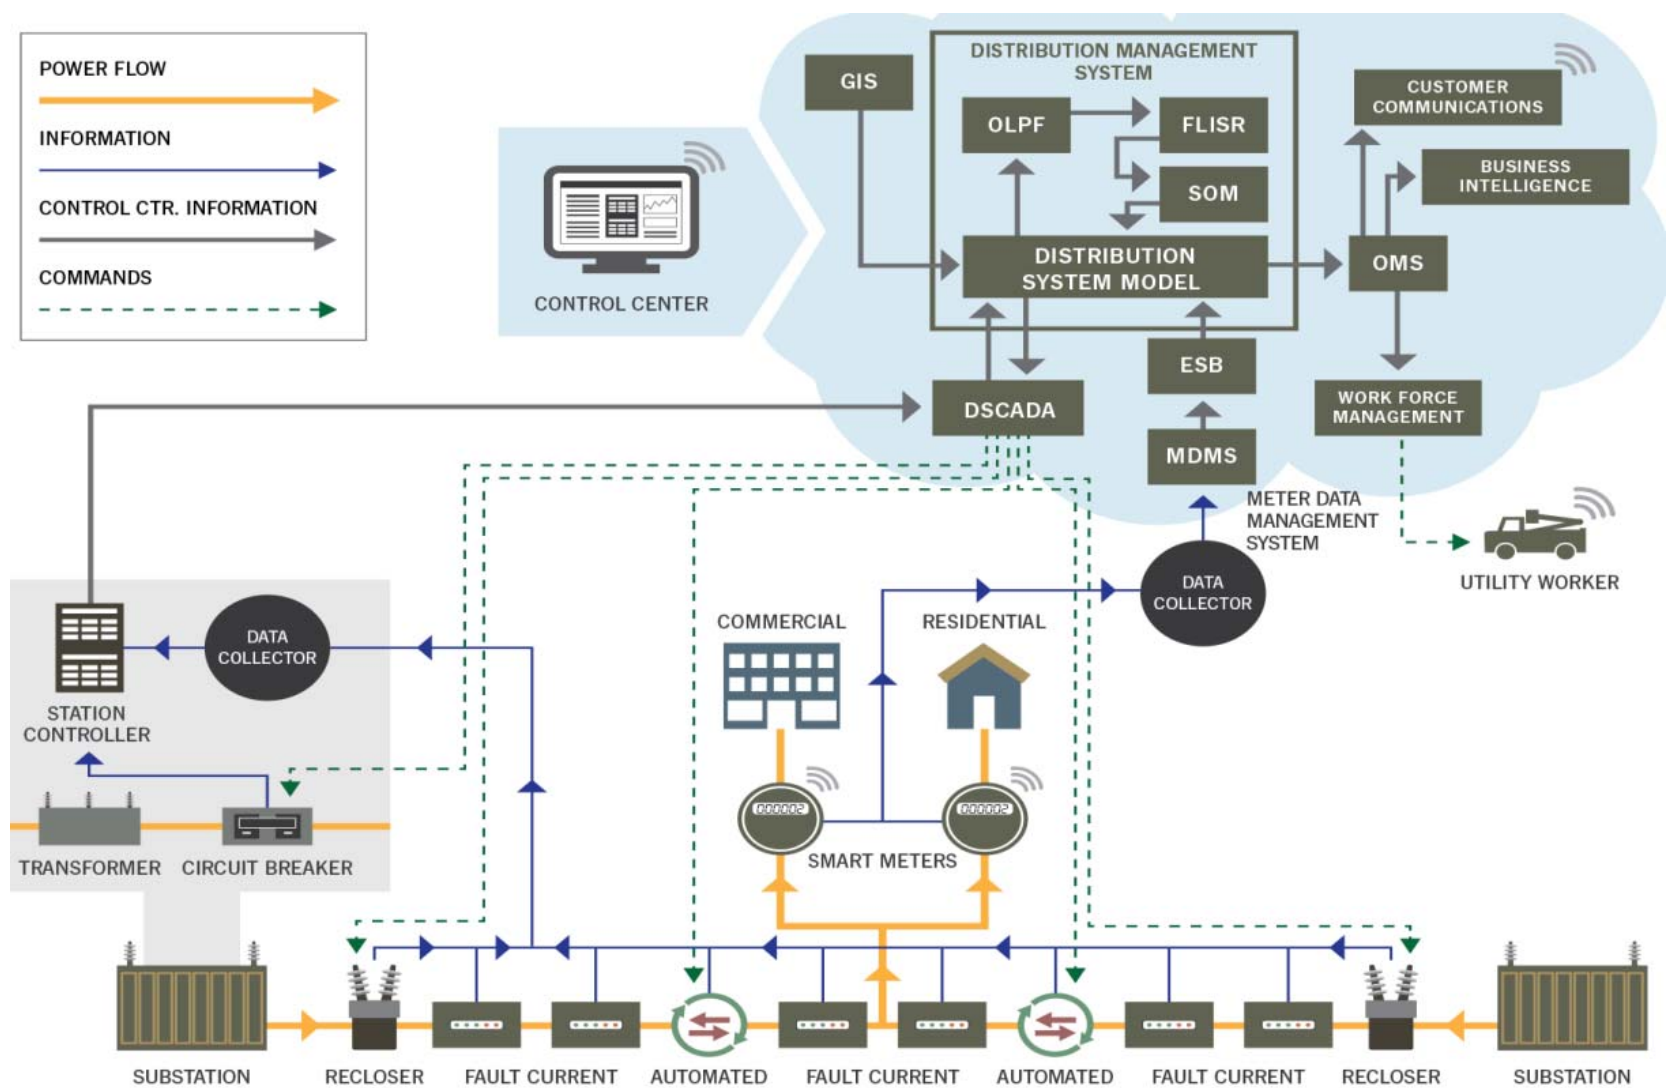 POWER FLOW
INFORMATION
CONTROL CTR. INFORMATION
COMMANDS
CONTROL CENTER
DISTRIBUTION MANAGEMENT
SYSTEM
GIS
OLPF
FLISR
SOM
DISTRIBUTION
SYSTEM MODEL
CUSTOMER
COMMUNICATIONS
BUSINESS
INTELLIGENCE
OMS
ESB
DSCADA
WORK FORCE
MANAGEMENT
MDMS
METER DATA
MANAGEMENT
SYSTEM
UTILITY WORKER
DATA
COLLECTOR
COMMERCIAL
RESIDENTIAL
DATA
COLLECTOR
STATION
CONTROLLER
000002
000002
SMART METERS
TRANSFORMER
CIRCUIT BREAKER
SUBSTATION
RECLOSER
FAULT CURRENT
AUTOMATED
FAULT CURRENT
AUTOMATED
FAULT CURRENT
RECLOSER
SUBSTATION